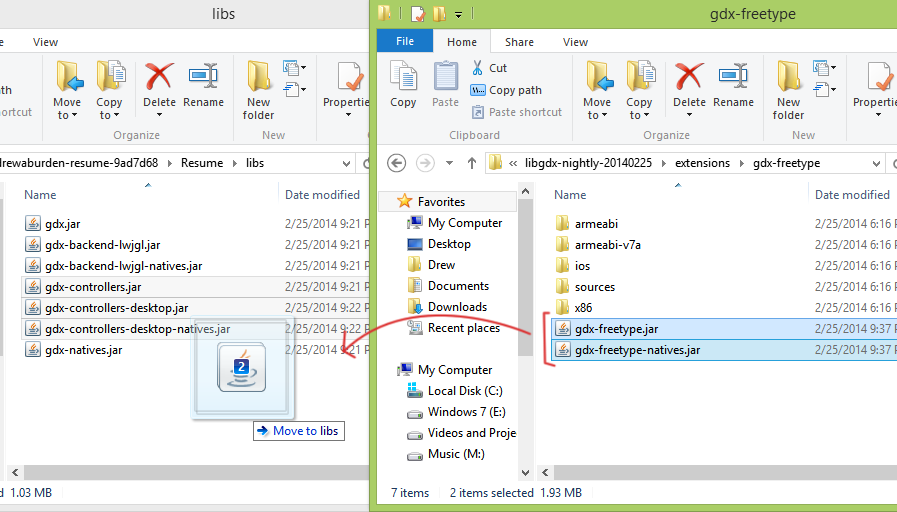 libs
View
Move to
Copy to
Delete
Rename
New folder
Organize
New
Resume
libs
Name
Date modified
gdx.jar 2/25/2014 9:21
gdx-backend-lwjgl.jar 2/25/2014 9:21
gdx-backend-lwjgl-natives.jar 2/25/2014 9:21
gdx-controllers.jar 2/25/2014 9:21
gdx-controllers-desktop.jar 2/25/2014 9:22
gdx-controllers-desktop-natives.jar 2/25/2014 9:22
gdx-natives.jar 2/25/2014 9:21
2
Move to libs
1.03 MB
gdx-freetype
File
Home
Share
View
Copy
Paste
Cut
Copy path
Paste shortcut
Move to
Copy to
Delete
Rename
New folder
Clipboard
Organize
New
« libgdx-nightly-20140225
extensions
gdx-freetype
Favorites
My Computer
Desktop
Drew
Documents
Downloads
Recent places
My Computer
Local Disk (C:)
Windows 7 (E:)
Videos and Proje
Music (M:)
Name
Date modified
armeabi 2/25/2014 6:16
armeabi-v7a 2/25/2014 6:16
ios 2/25/2014 6:16
sources 2/25/2014 6:16
x86 2/25/2014 6:16
gdx-freetype.jar 2/25/2014 9:37
gdx-freetype-natives.jar 2/25/2014 9:37
7 items
2 items selected 1.93 MB